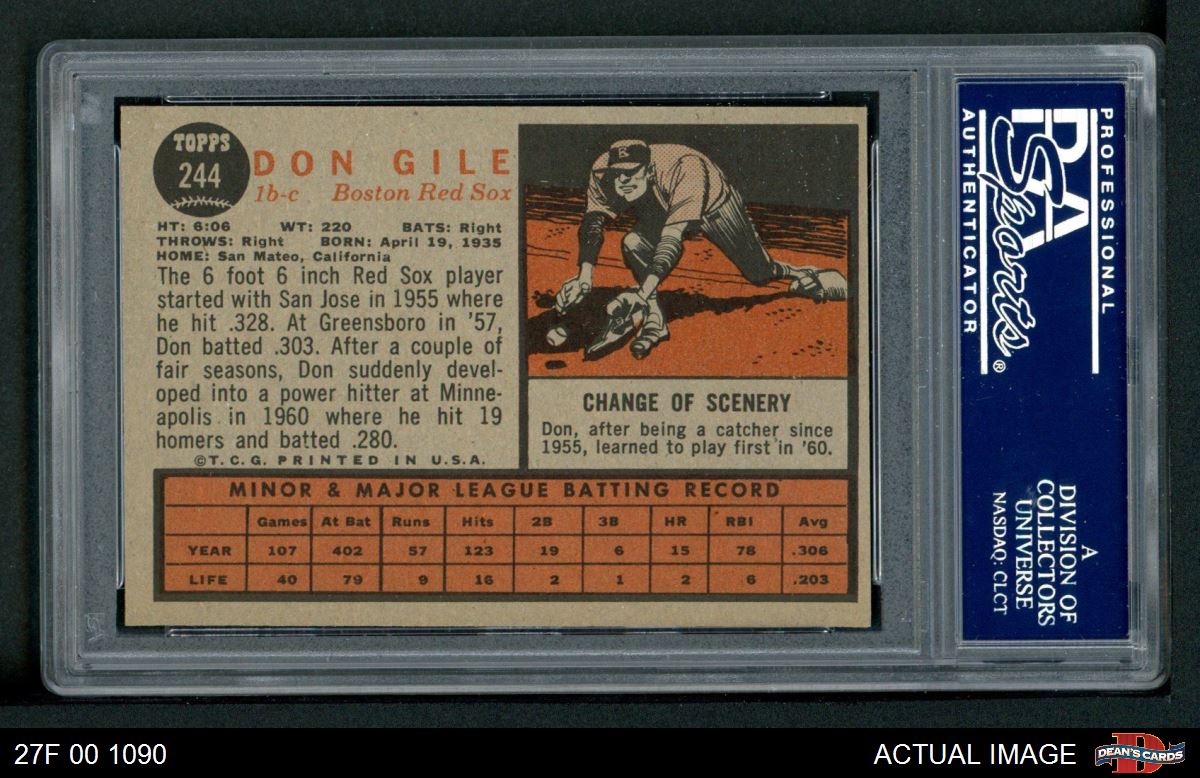 TOPPS
244
DON GILE
1b-c Boston Red Sox
HT: 6:06 WT: 220 BATS: Right
THROWS: Right BORN: April 19, 1935
HOME: San Mateo, California
The 6 foot 6 inch Red Sox player
started with San Jose in 1955 where
he hit .328. At Greensboro in '57,
Don batted .303. After a couple of
fair seasons, Don suddenly devel-
oped into a power hitter at Minne-
apolis in 1960 where he hit 19
homers and batted .280.
©T.C.G. PRINTED IN U.S.A.
B
CHANGE OF SCENERY
Don, after being a catcher since
1955, learned to play first in '60.
MINOR & MAJOR LEAGUE BATTING RECORD
Games At Bat Runs Hits 2B 3B HR RBI Avg
YEAR 107 402 57 123 19 6 15 78 .306
LIFE 40 79 9 16 2 1 2 6 .203
PROFESSIONAL
PSA
Sports®
AUTHENTICATOR
A
DIVISION OF
COLLECTORS
UNIVERSE
NASDAQ: CLCT
27F 00 1090
ACTUAL IMAGE
DEAN'S CARDS